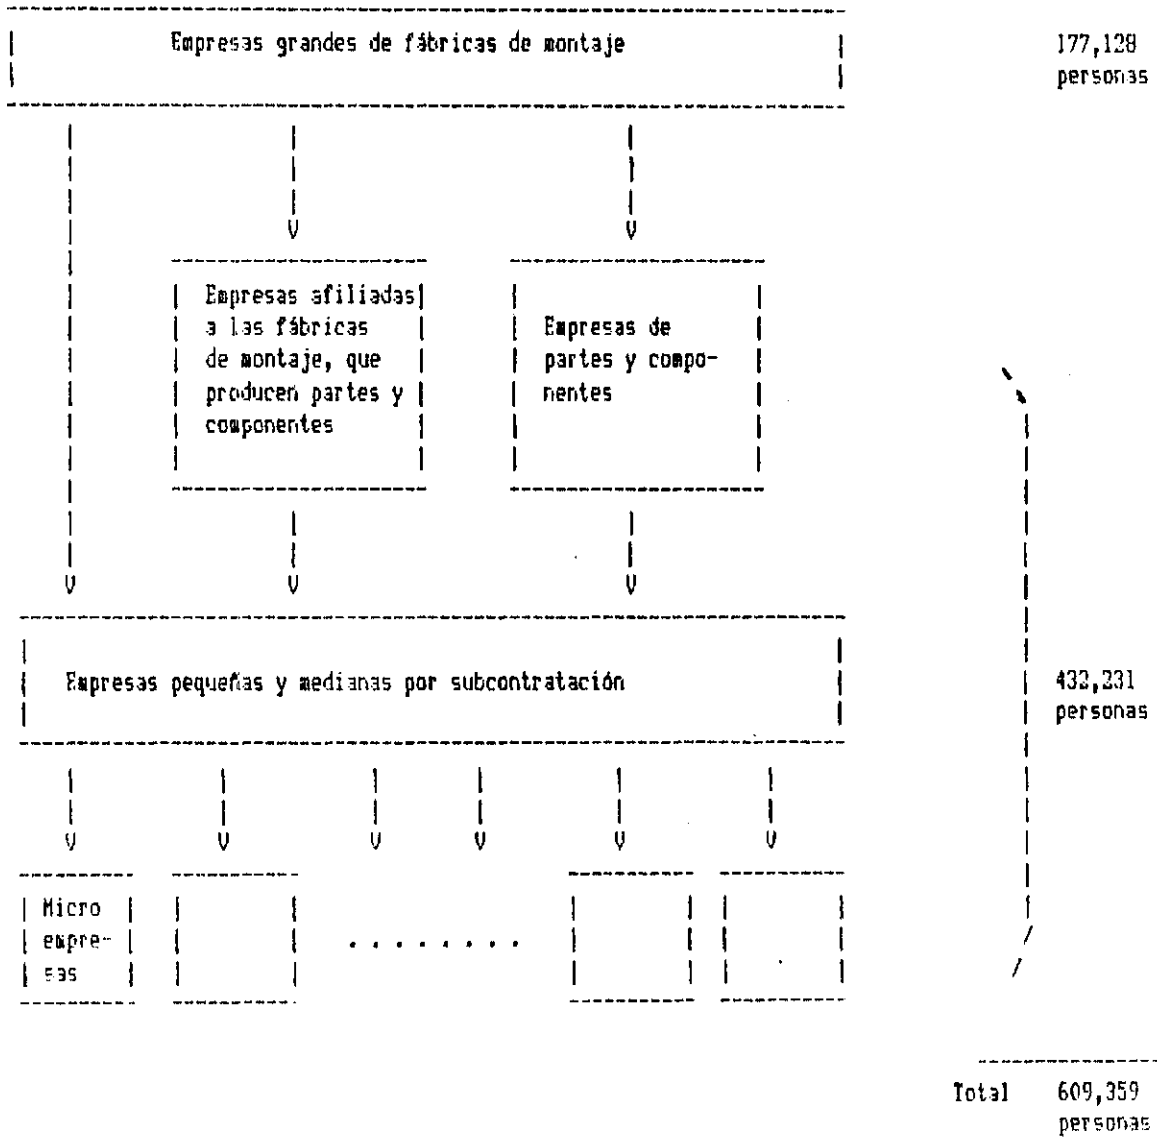 Empresas grandes de fábricas de montaje
177,128
personas
Empresas afiliadas
a las fábricas
de montaje, que
producen partes y
componentes
Empresas de
partes y compo-
nentes
Empresas pequeñas y medianas por subcontratación
432,231
personas
Micro
empre-
sas
. . . . . . . .
Total 609,359
personas